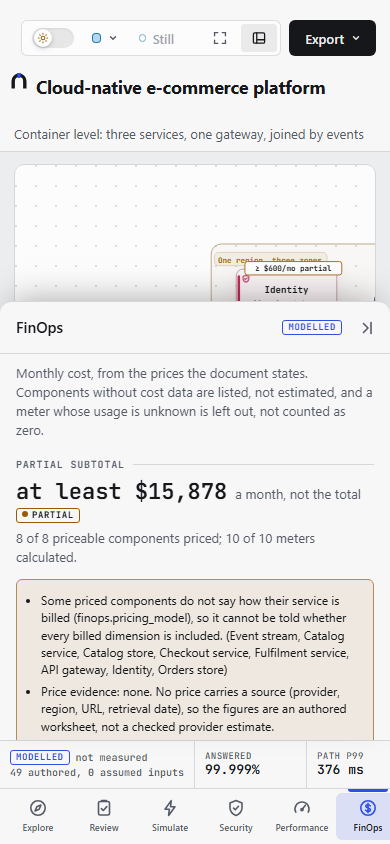 Still
Export
Cloud-native e-commerce platform
Container level: three services, one gateway, joined by events
One region, three zones
≥ $600/mo partial
Identity
FinOps
MODELLED
Monthly cost, from the prices the document states.
Components without cost data are listed, not estimated, and a
meter whose usage is unknown is left out, not counted as
zero.
PARTIAL SUBTOTAL
at least $15,878 a month, not the total
PARTIAL
8 of 8 priceable components priced; 10 of 10 meters
calculated.
• Some priced components do not say how their service is
billed (finops.pricing_model), so it cannot be told whether
every billed dimension is included. (Event stream, Catalog
service, Catalog store, Checkout service, Fulfilment service,
API gateway, Identity, Orders store)
• Price evidence: none. No price carries a source (provider,
region, URL, retrieval date), so the figures are an authored
worksheet, not a checked provider estimate.
MODELLED not measured
49 authored, 0 assumed inputs
ANSWERED
99.999%
PATH P99
376 ms
Explore
Review
Simulate
Security
Performance
FinOps